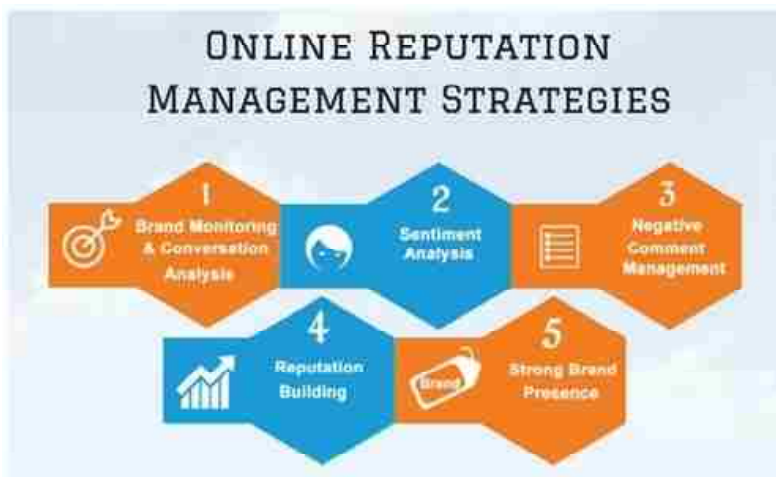 ONLINE REPUTATION
MANAGEMENT STRATEGIES
1
Brand Monitoring
& Conversation
Analysis
2
Sentiment
Analysis
3
Negative
Comment
Management
4
Reputation
Building
Brand
5
Strong Brand
Presence